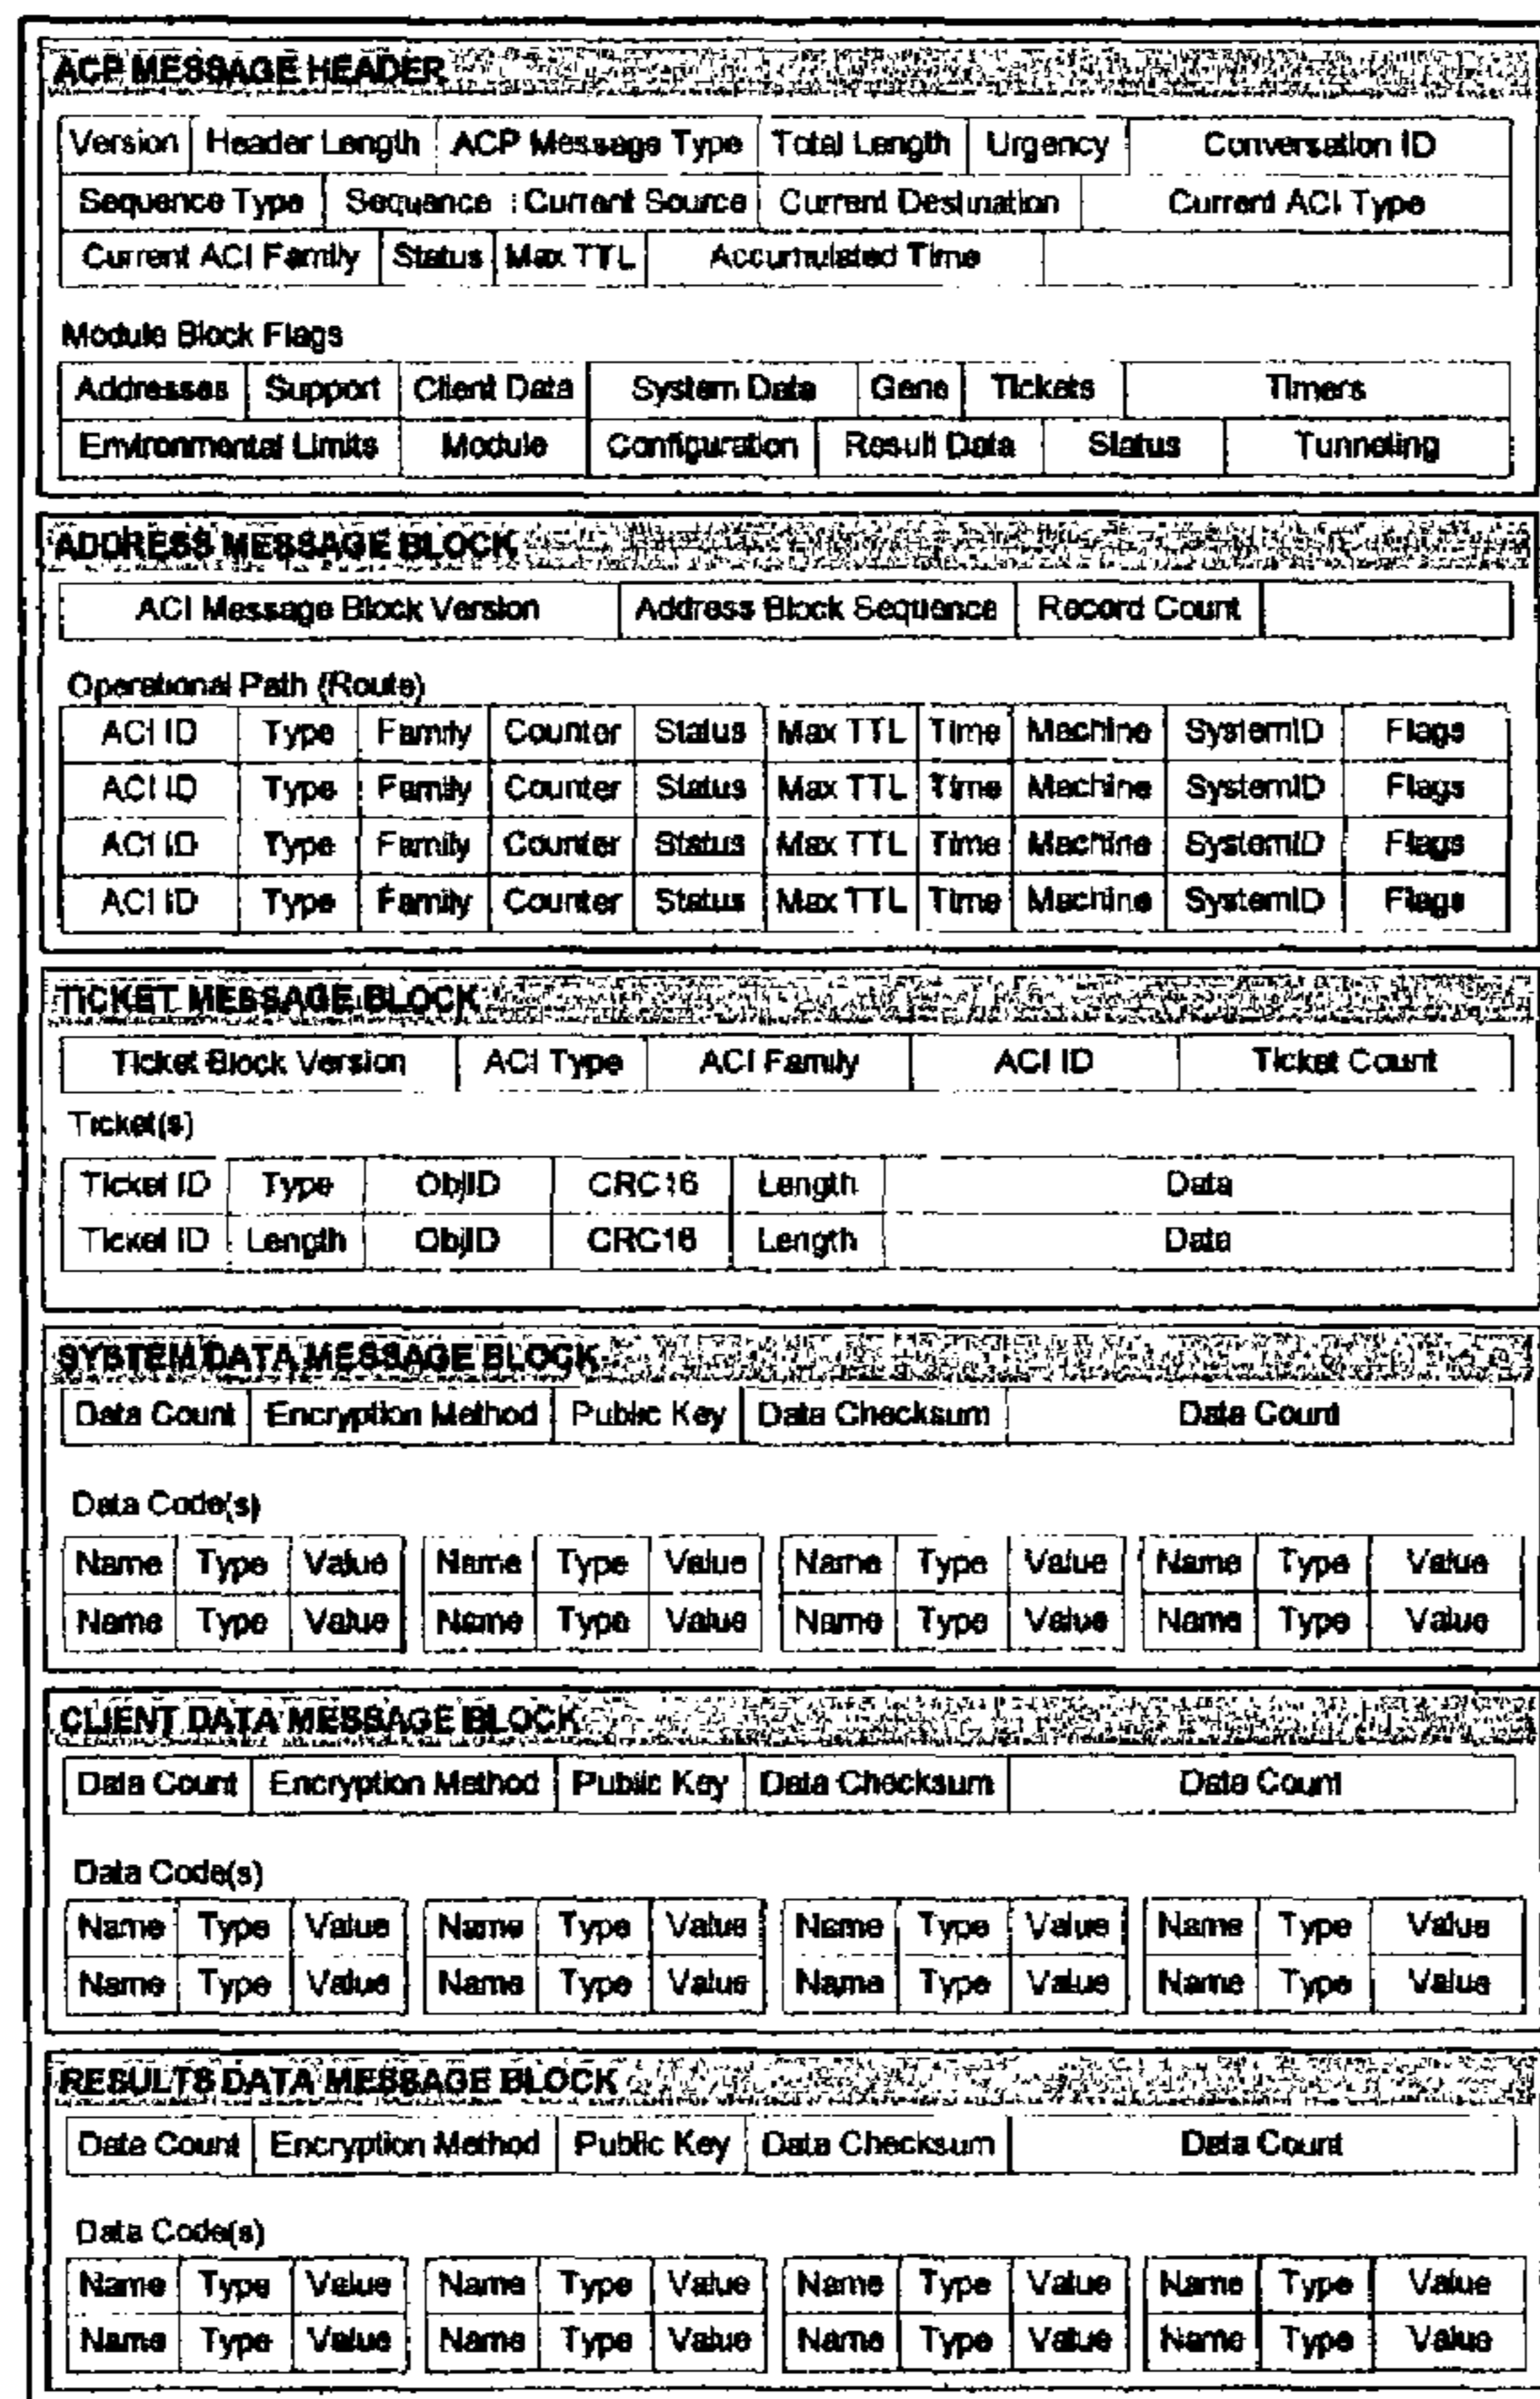 ACP MESSAGE HEADER
Version Header Length ACP Message Type Total Length Urgency Conversation ID
Sequence Type Sequence Current Source Current Destination Current ACI Type
Current ACI Family Status Max TTL Accumulated Time
Module Block Flags
Addresses Support Client Data System Data Gene Tickets Timers
Environmental Limits Module Configuration Result Data Status Tunneling
ADDRESS MESSAGE BLOCK
ACI Message Block Version Address Block Sequence Record Count
Operational Path (Route)
ACI ID Type Family Counter Status Max TTL Time Machine SystemID Flags
ACI ID Type Family Counter Status Max TTL Time Machine SystemID Flags
ACI ID Type Family Counter Status Max TTL Time Machine SystemID Flags
ACI ID Type Family Counter Status Max TTL Time Machine SystemID Flags
TICKET MESSAGE BLOCK
Ticket Block Version ACI Type ACI Family ACI ID Ticket Count
Ticket(s)
Ticket ID Type ObjID CRC16 Length Data
Ticket ID Length ObjID CRC16 Length Data
SYSTEM DATA MESSAGE BLOCK
Data Count Encryption Method Public Key Data Checksum Data Count
Data Code(s)
Name Type Value Name Type Value Name Type Value Name Type Value
Name Type Value Name Type Value Name Type Value Name Type Value
CLIENT DATA MESSAGE BLOCK
Data Count Encryption Method Public Key Data Checksum Data Count
Data Code(s)
Name Type Value Name Type Value Name Type Value Name Type Value
Name Type Value Name Type Value Name Type Value Name Type Value
RESULTS DATA MESSAGE BLOCK
Data Count Encryption Method Public Key Data Checksum Data Count
Data Code(s)
Name Type Value Name Type Value Name Type Value Name Type Value
Name Type Value Name Type Value Name Type Value Name Type Value